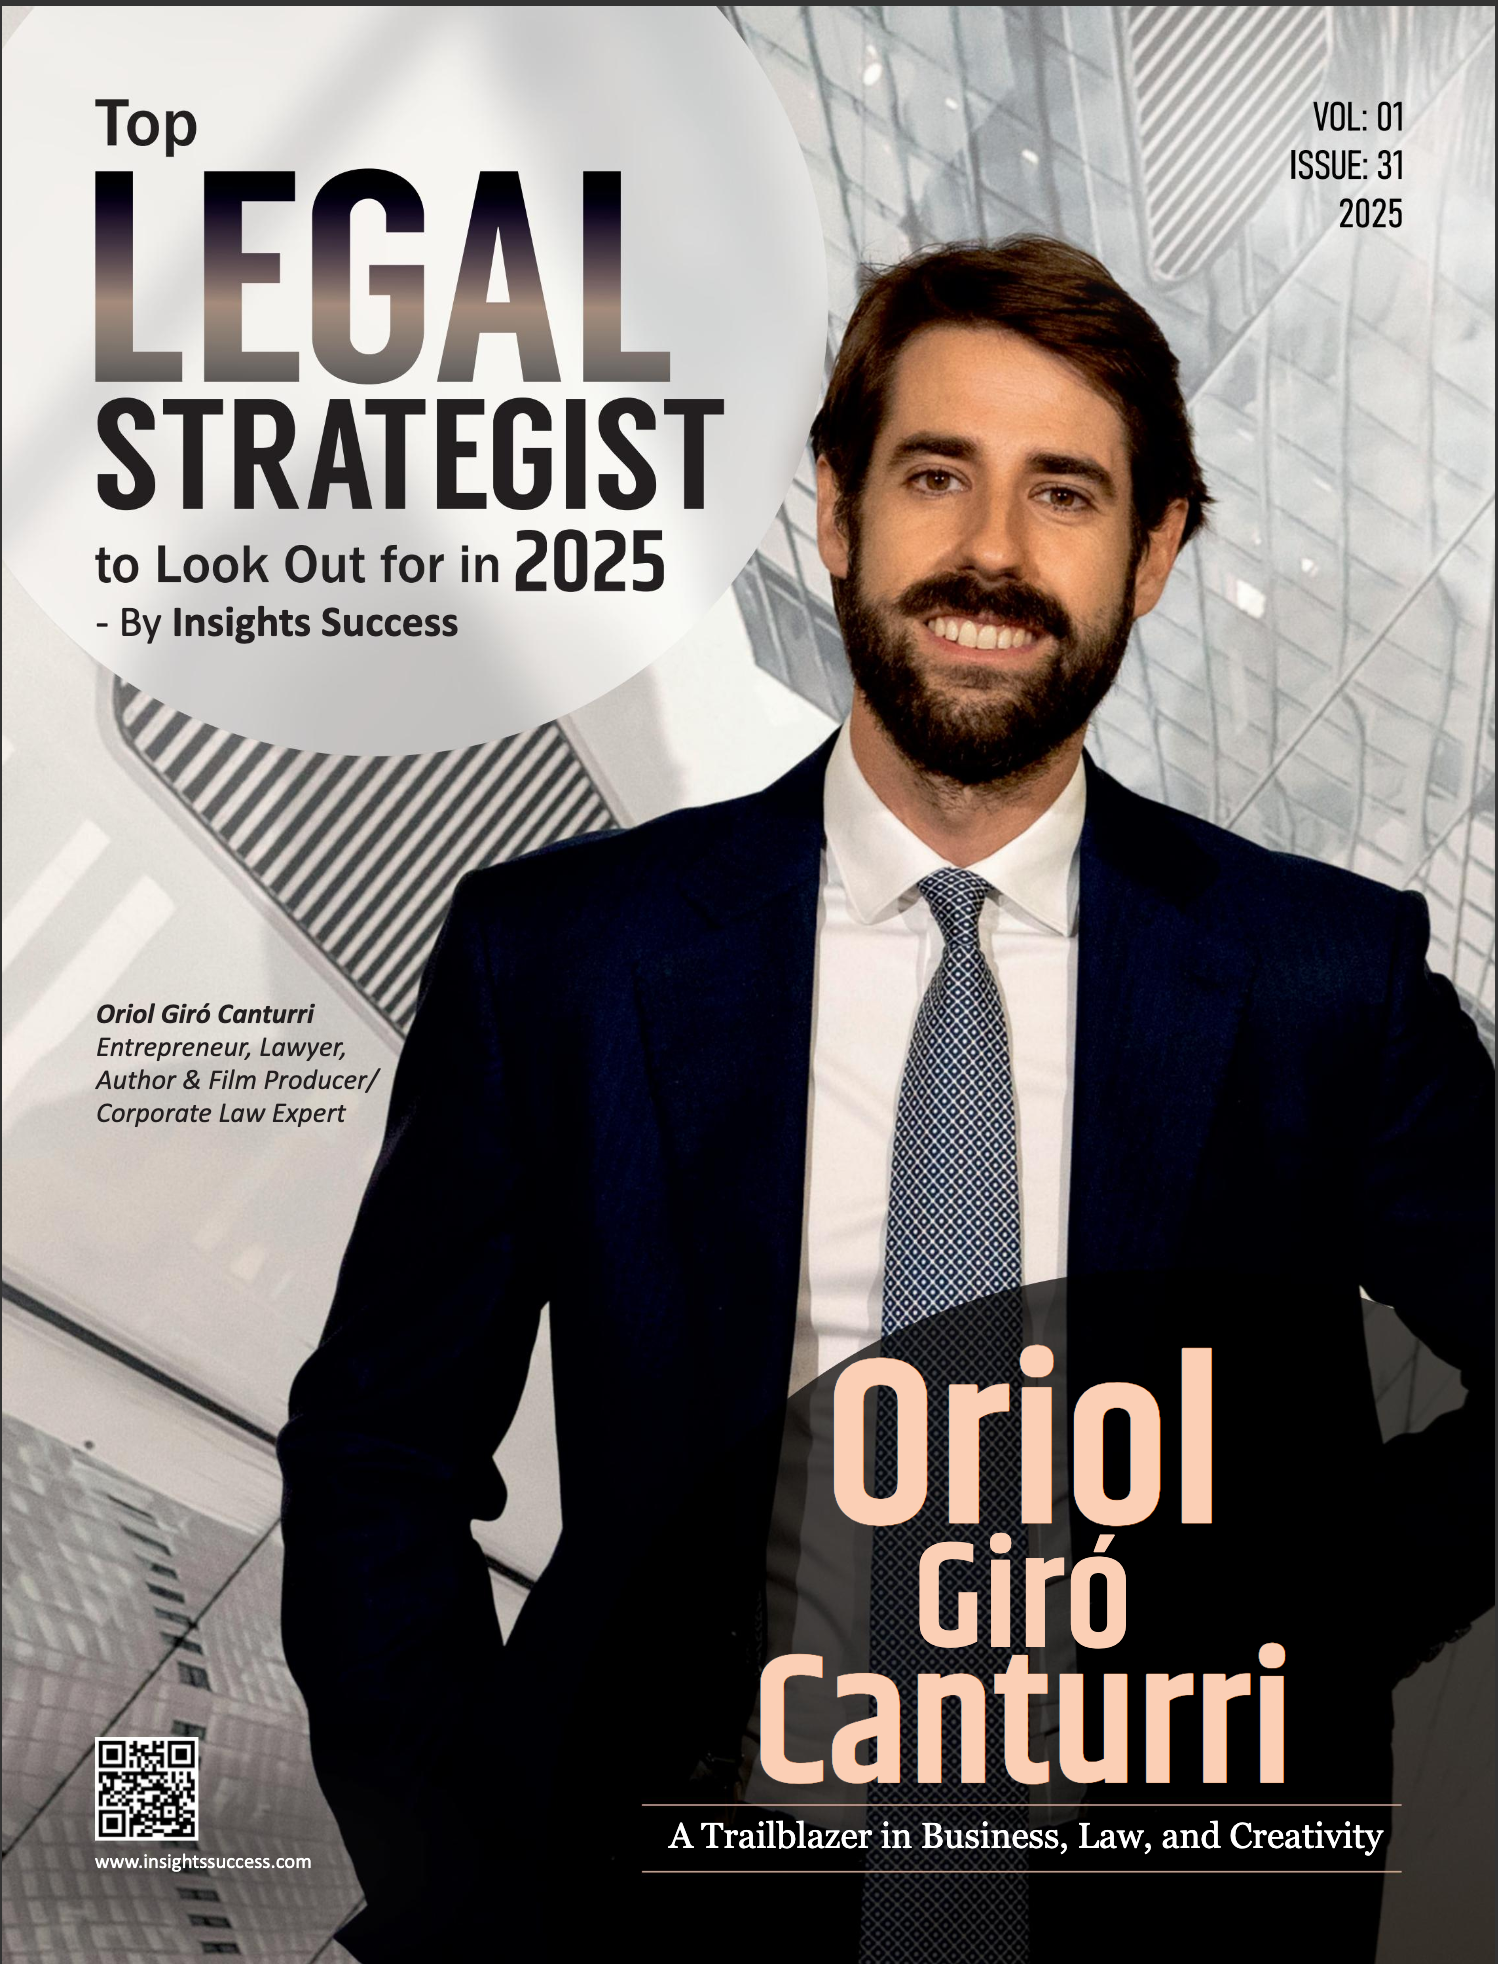 Top
LEGAL
STRATEGIST
to Look Out for in 2025
- By Insights Success
VOL: 01
ISSUE: 31
2025
Oriol Giró Canturri
Entrepreneur, Lawyer,
Author & Film Producer/
Corporate Law Expert
Oriol
Giró
Canturri
A Trailblazer in Business, Law, and Creativity
www.insightssuccess.com